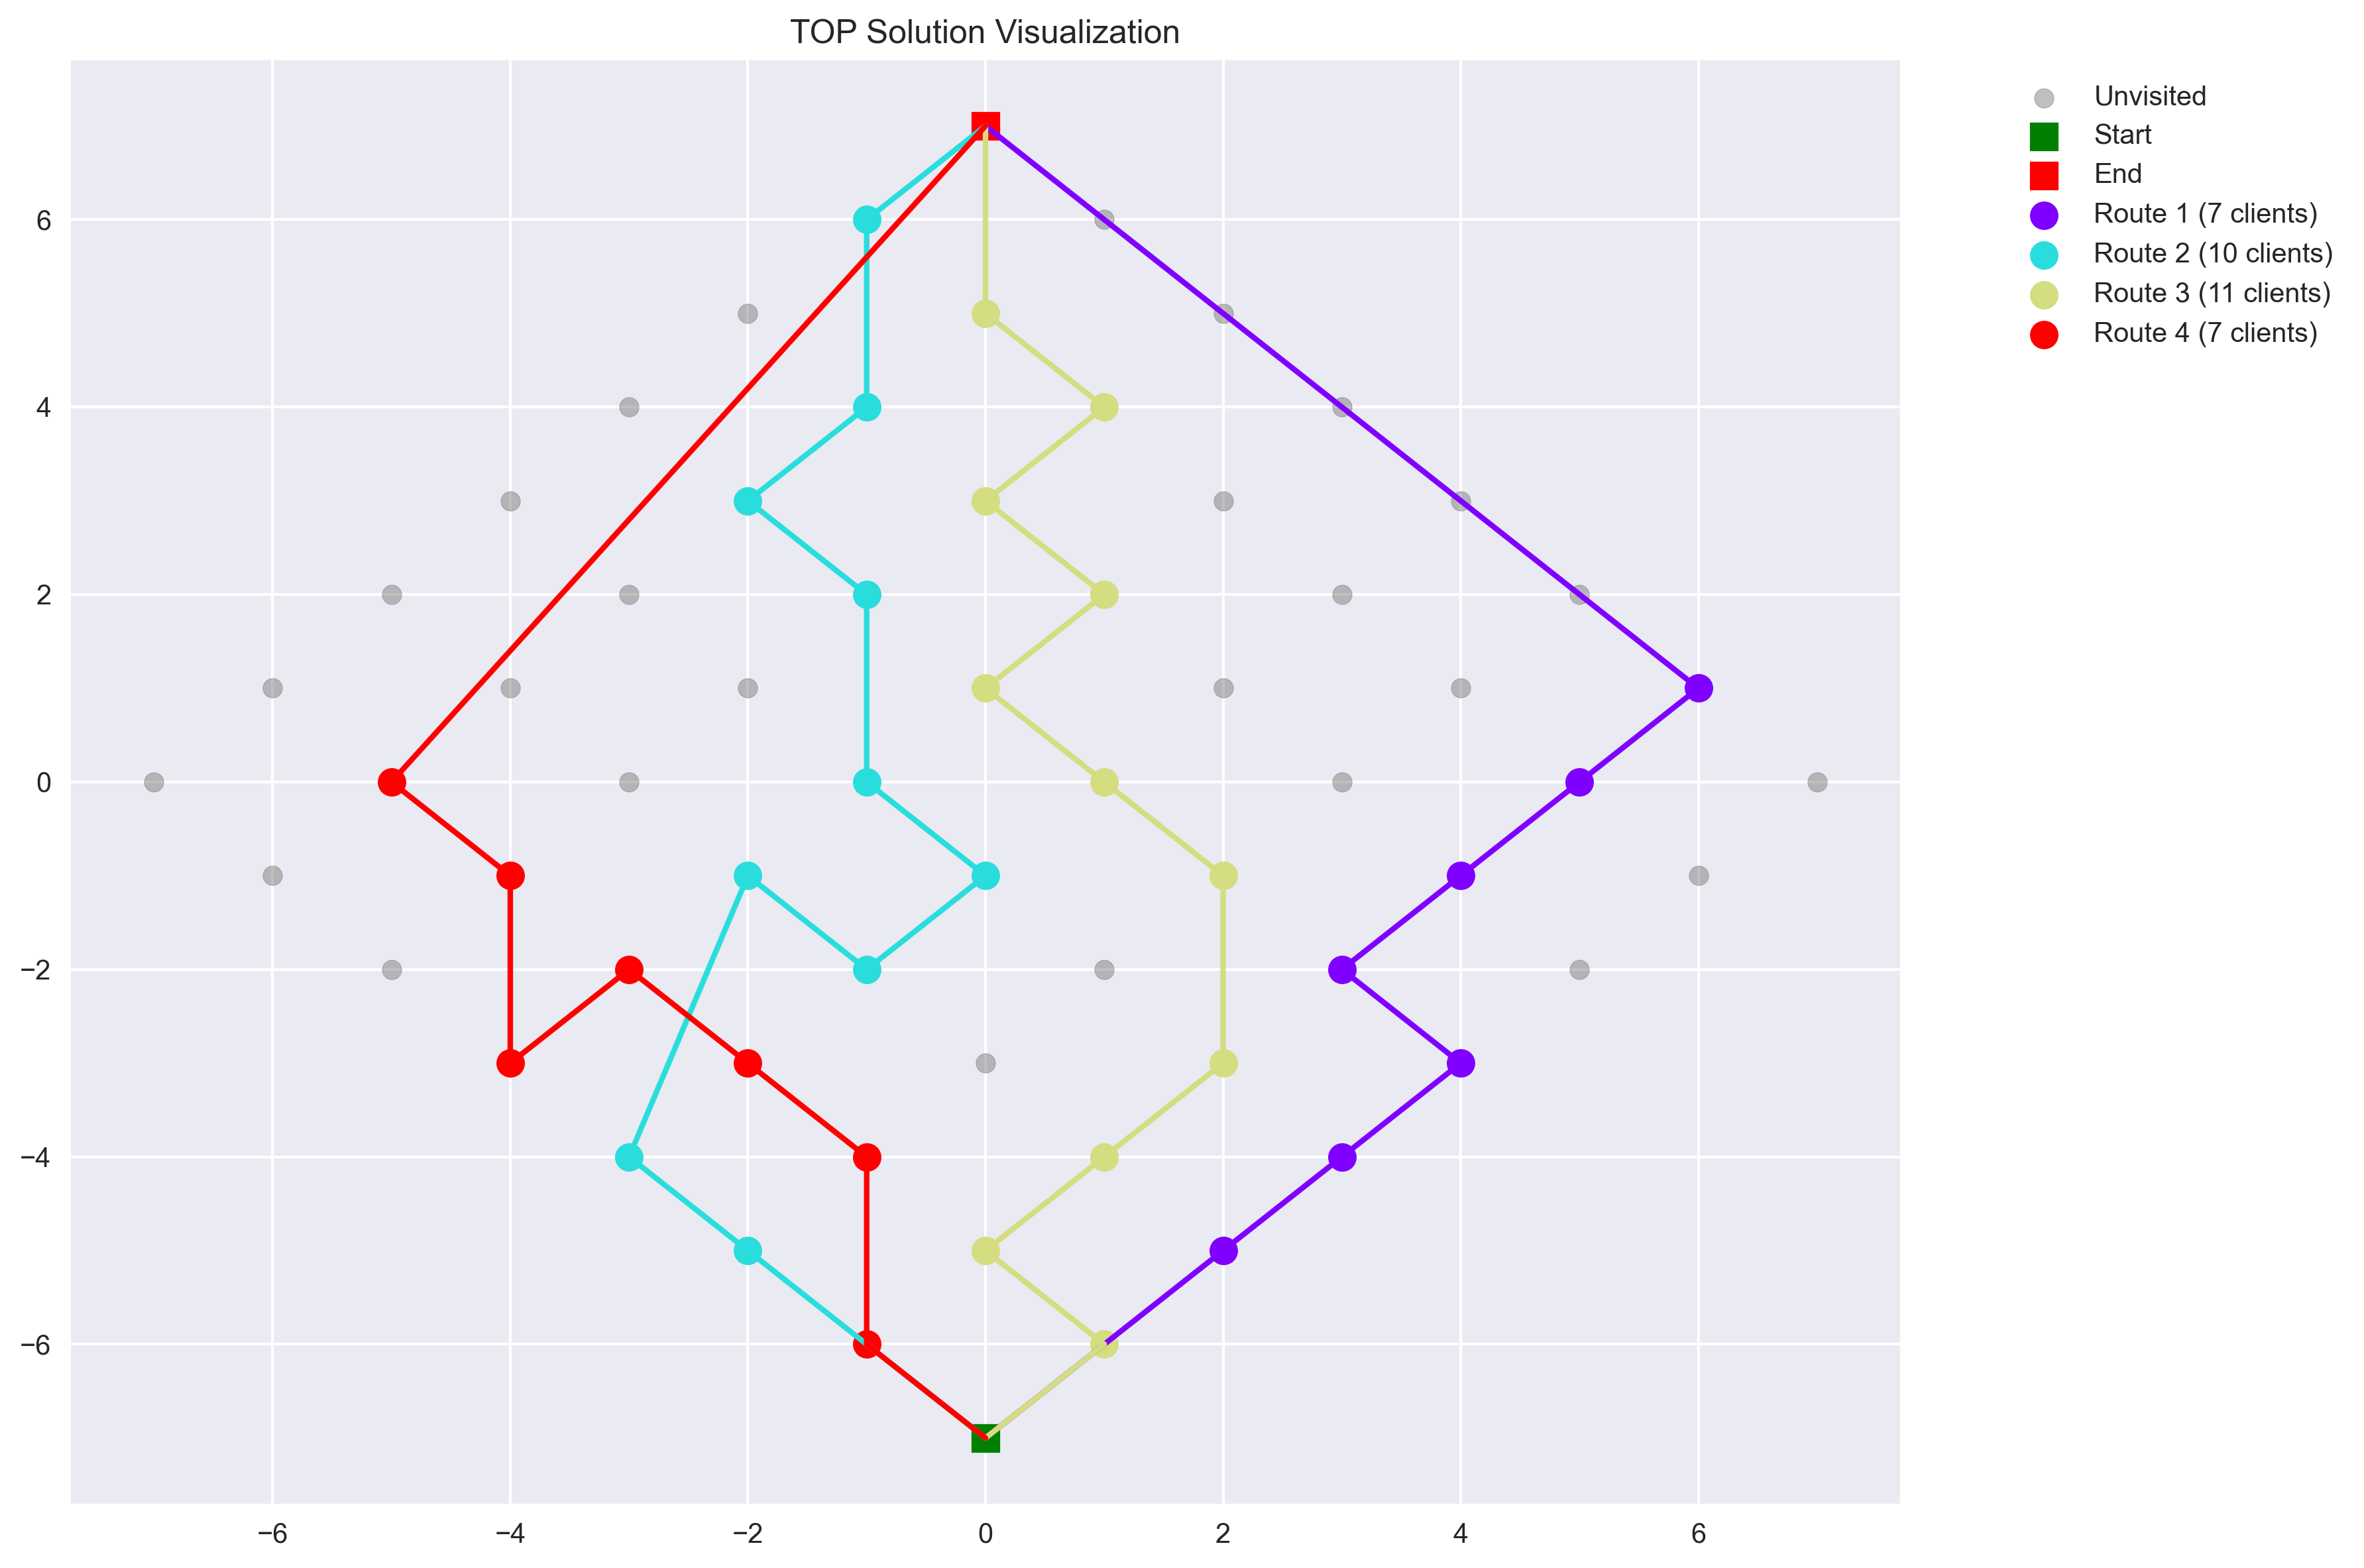 TOP Solution Visualization
Unvisited
Start
End
Route 1 (7 clients)
Route 2 (10 clients)
Route 3 (11 clients)
Route 4 (7 clients)
6
4
2
0
−2
−4
−6
−6 −4 −2 0 2 4 6